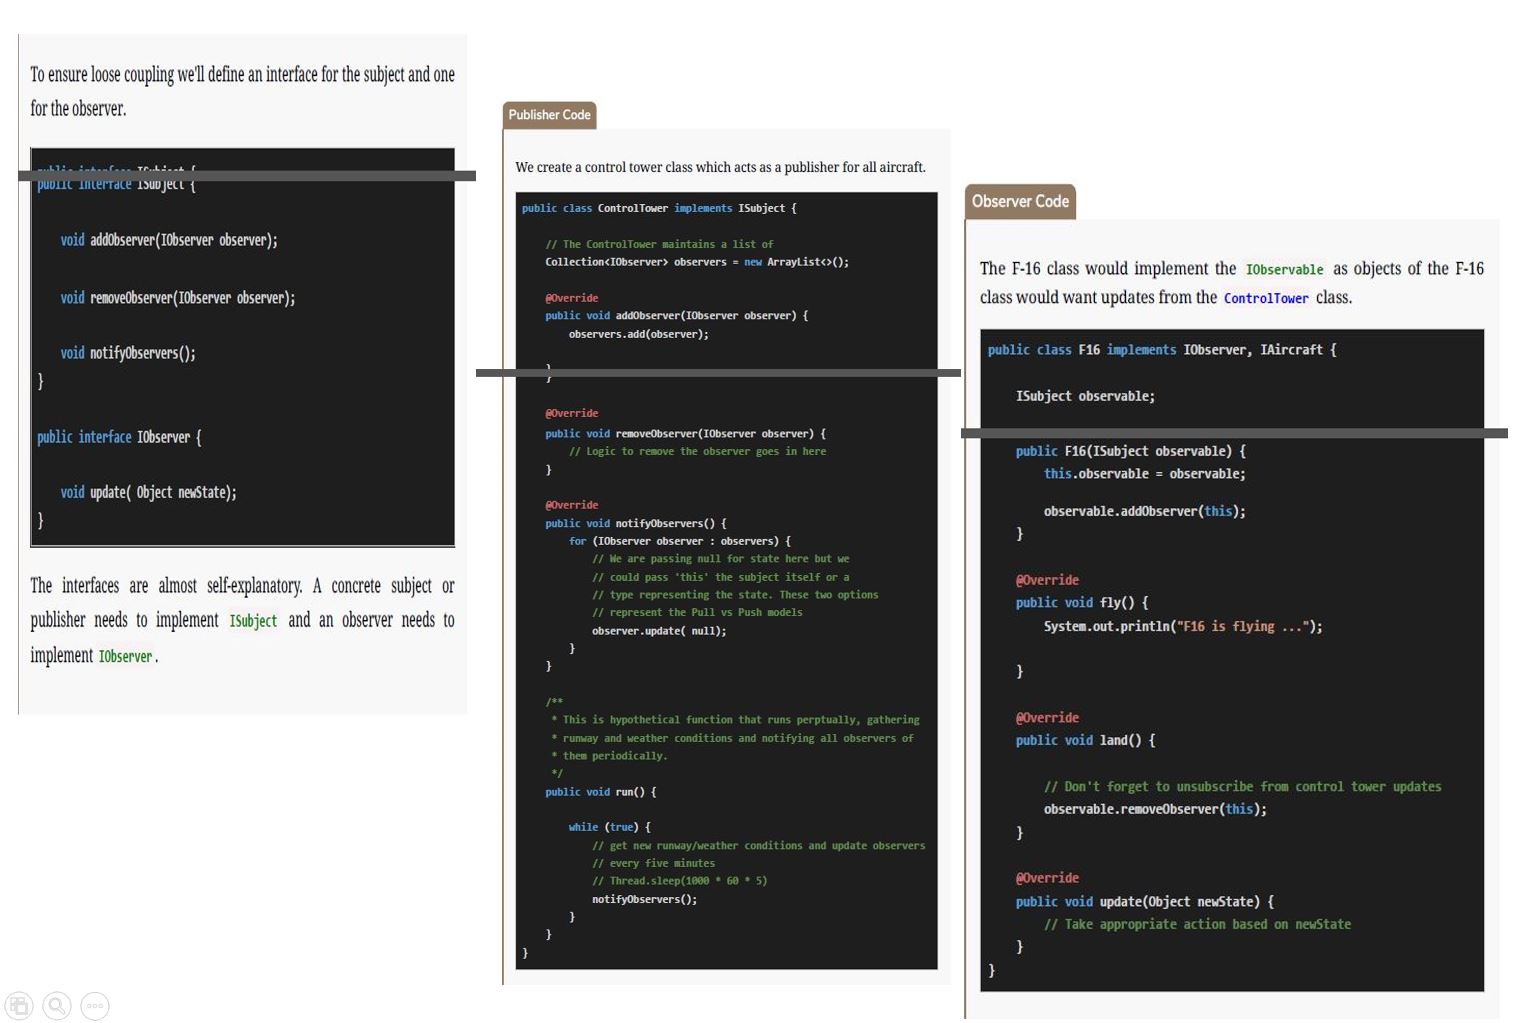 To ensure loose coupling we'll define an interface for the subject and one
for the observer.
public interface ISubject {
public interface ISubject {
void addObserver(IObserver observer);
void removeObserver(IObserver observer);
void notifyObservers();
}
public interface IObserver {
void update( Object newState);
}
The interfaces are almost self-explanatory. A concrete subject or
publisher needs to implement ISubject and an observer needs to
implement IObserver.
Publisher Code
We create a control tower class which acts as a publisher for all aircraft.
public class ControlTower implements ISubject {
// The ControlTower maintains a list of
Collection<IObserver> observers = new ArrayList<>();
@Override
public void addObserver(IObserver observer) {
observers.add(observer);
}
@Override
public void removeObserver(IObserver observer) {
// Logic to remove the observer goes in here
}
@Override
public void notifyObservers() {
for (IObserver observer : observers) {
// We are passing null for state here but we
// could pass 'this' the subject itself or a
// type representing the state. These two options
// represent the Pull vs Push models
observer.update( null);
}
}
/**
* This is hypothetical function that runs perptually, gathering
* runway and weather conditions and notifying all observers of
* them periodically.
*/
public void run() {
while (true) {
// get new runway/weather conditions and update observers
// every five minutes
// Thread.sleep(1000 * 60 * 5)
notifyObservers();
}
}
}
Observer Code
The F-16 class would implement the IObservable as objects of the F-16
class would want updates from the ControlTower class.
public class F16 implements IObserver, IAircraft {
ISubject observable;
public F16(ISubject observable) {
this.observable = observable;
observable.addObserver(this);
}
@Override
public void fly() {
System.out.println("F16 is flying ...");
}
@Override
public void land() {
// Don't forget to unsubscribe from control tower updates
observable.removeObserver(this);
}
@Override
public void update(Object newState) {
// Take appropriate action based on newState
}
}